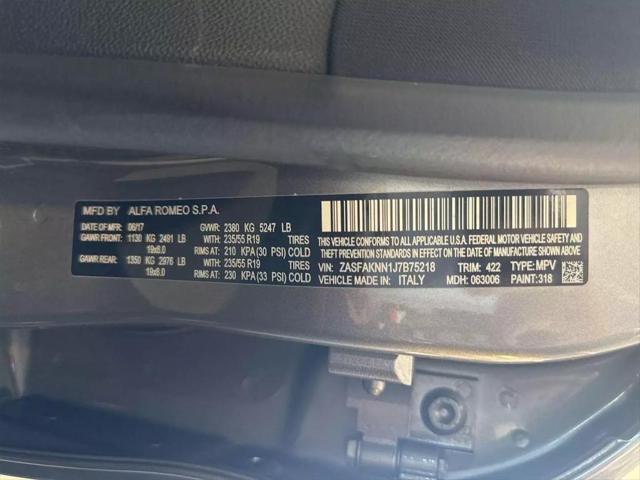 MFD BY ALFA ROMEO S.P.A.
DATE OF MFR: 06/17 GVWR: 2380 KG 5247 LB
GAWR FRONT: 1130 KG 2491 LB WITH: 235/55 R19 TIRES
19x8.0 RIMS AT: 210 KPA (30 PSI) COLD
GAWR REAR: 1350 KG 2976 LB WITH: 235/55 R19 TIRES
19x8.0 RIMS AT: 230 KPA (33 PSI) COLD
THIS VEHICLE CONFORMS TO ALL APPLICABLE U.S.A. FEDERAL MOTOR VEHICLE SAFETY, BUMPER, AND
THEFT PREVENTION STANDARDS IN EFFECT ON THE DATE OF MANUFACTURE SHOWN ABOVE.
VIN: ZASFAKNN1J7B75218 TRIM: 422 TYPE: MPV
VEHICLE MADE IN: ITALY MDH: 063006 PAINT:318